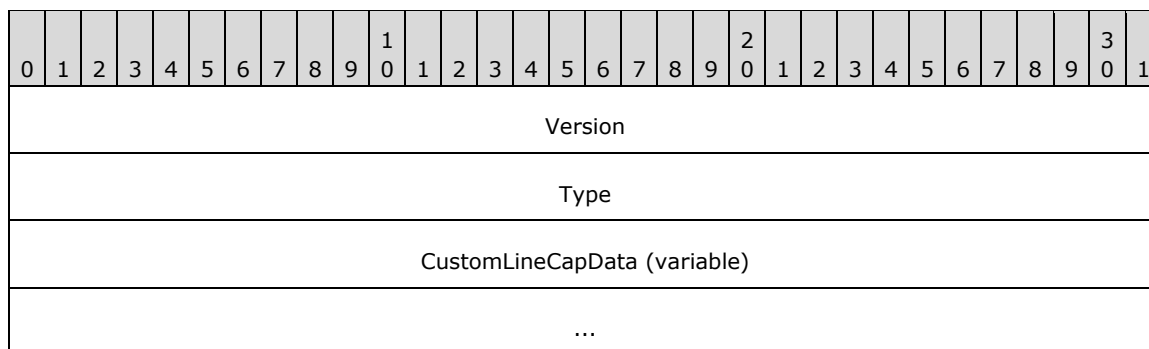 1 2 3
0 1 2 3 4 5 6 7 8 9 0 1 2 3 4 5 6 7 8 9 0 1 2 3 4 5 6 7 8 9 0 1
Version
Type
CustomLineCapData (variable)
...